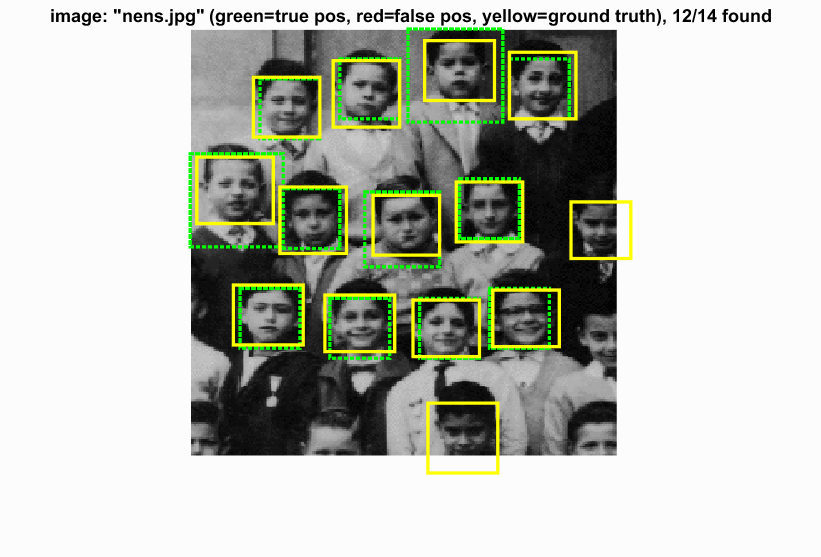 image: "nens.jpg" (green=true pos, red=false pos, yellow=ground truth), 12/14 found